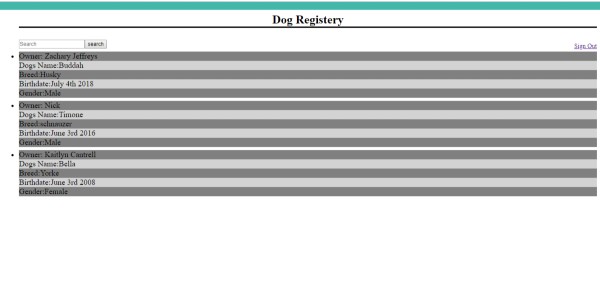 Dog Registery
Search search
Sign Out
Owner: Zachary Jeffreys
Dogs Name:Buddah
Breed:Husky
Birthdate:July 4th 2018
Gender:Male
Owner: Nick
Dogs Name:Timone
Breed:schnauzer
Birthdate:June 3rd 2016
Gender:Male
Owner: Kaitlyn Cantrell
Dogs Name:Bella
Breed:Yorke
Birthdate:June 3rd 2008
Gender:Female